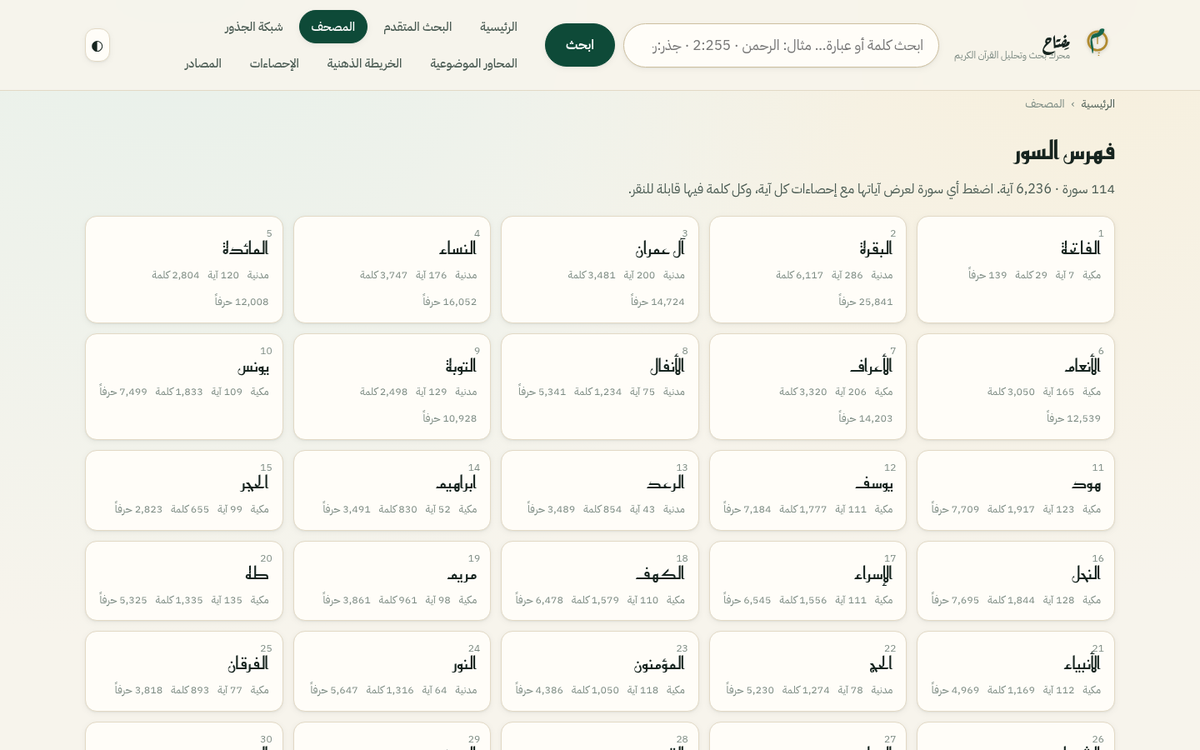 مِفتَاح
محرك بحث وتحليل القرآن الكريم
ابحث كلمة أو عبارة... مثال: الرحمن · 2:255 · جذر:ر
ابحث
الرئيسية البحث المتقدم المصحف شبكة الجذور
المحاور الموضوعية الخريطة الذهنية الإحصاءات المصادر
الرئيسية › المصحف
فهرس السور
114 سورة · 6,236 آية. اضغط أي سورة لعرض آياتها مع إحصاءات كل آية، وكل كلمة فيها قابلة للنقر.
1
الفاتحة
مكية 7 آية 29 كلمة 139 حرفاً
2
البقرة
مدنية 286 آية 6,117 كلمة
25,841 حرفاً
3
آل عمران
مدنية 200 آية 3,481 كلمة
14,724 حرفاً
4
النساء
مدنية 176 آية 3,747 كلمة
16,052 حرفاً
5
المائدة
مدنية 120 آية 2,804 كلمة
12,008 حرفاً
6
الأنعام
مكية 165 آية 3,050 كلمة
12,539 حرفاً
7
الأعراف
مكية 206 آية 3,320 كلمة
14,203 حرفاً
8
الأنفال
مدنية 75 آية 1,234 كلمة 5,341 حرفاً
9
التوبة
مدنية 129 آية 2,498 كلمة
10,928 حرفاً
10
يونس
مكية 109 آية 1,833 كلمة 7,499 حرفاً
11
هود
مكية 123 آية 1,917 كلمة 7,709 حرفاً
12
يوسف
مكية 111 آية 1,777 كلمة 7,184 حرفاً
13
الرعد
مدنية 43 آية 854 كلمة 3,489 حرفاً
14
ابراهيم
مكية 52 آية 830 كلمة 3,491 حرفاً
15
الحجر
مكية 99 آية 655 كلمة 2,823 حرفاً
16
النحل
مكية 128 آية 1,844 كلمة 7,695 حرفاً
17
الإسراء
مكية 111 آية 1,556 كلمة 6,545 حرفاً
18
الكهف
مكية 110 آية 1,579 كلمة 6,478 حرفاً
19
مريم
مكية 98 آية 961 كلمة 3,861 حرفاً
20
طه
مكية 135 آية 1,335 كلمة 5,325 حرفاً
21
الأنبياء
مكية 112 آية 1,169 كلمة 4,969 حرفاً
22
الحج
مدنية 78 آية 1,274 كلمة 5,230 حرفاً
23
المؤمنون
مكية 118 آية 1,050 كلمة 4,386 حرفاً
24
النور
مدنية 64 آية 1,316 كلمة 5,647 حرفاً
25
الفرقان
مكية 77 آية 893 كلمة 3,818 حرفاً
26
27
28
29
30